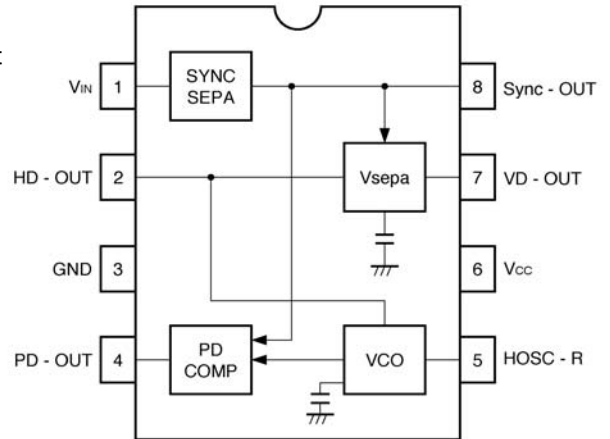 VIN 1
SYNC
SEPA
8 Sync - OUT
HD - OUT 2
Vsepa
7 VD - OUT
GND 3
6 VCC
PD - OUT 4
PD
COMP
VCO
5 HOSC - R